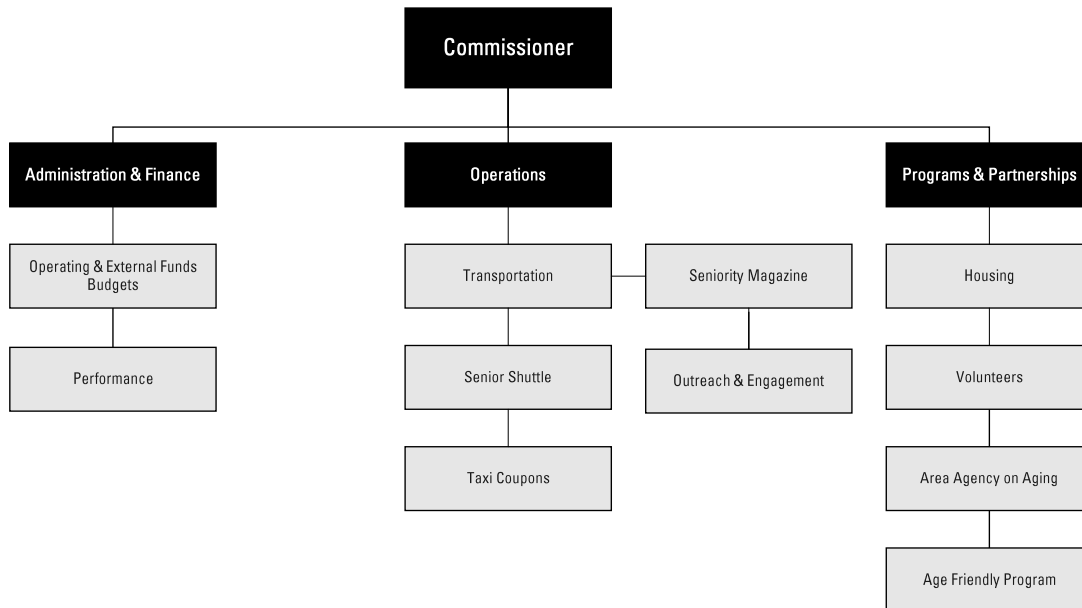 Commissioner
Administration & Finance
Operations
Programs & Partnerships
Operating & External Funds
Budgets
Transportation
Seniority Magazine
Housing
Performance
Senior Shuttle
Outreach & Engagement
Volunteers
Taxi Coupons
Area Agency on Aging
Age Friendly Program